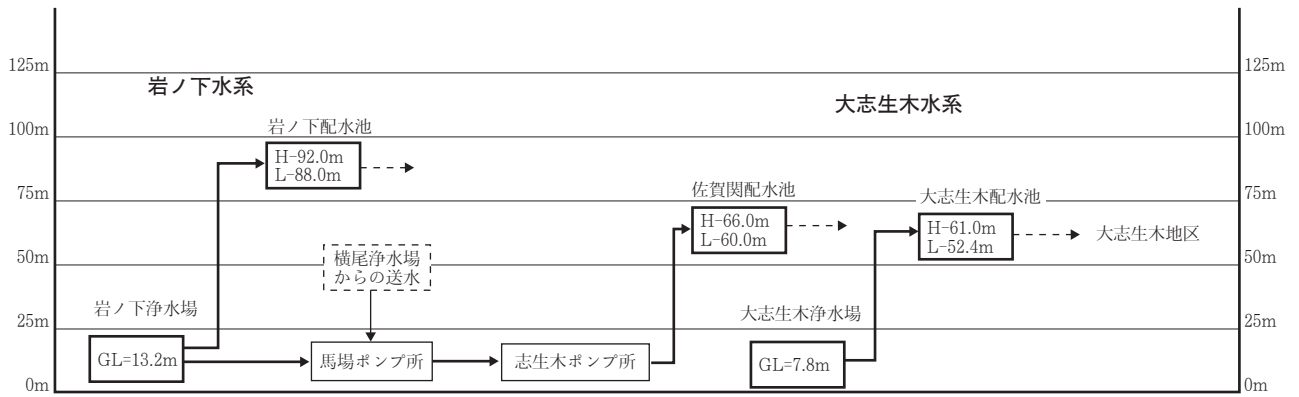 125m
100m
75m
50m
25m
0m
岩ノ下水系
岩ノ下配水池
H-92.0m
L-88.0m
横尾浄水場
からの送水
岩ノ下浄水場
GL=13.2m
馬場ポンプ所
志生木ポンプ所
佐賀関配水池
H-66.0m
L-60.0m
大志生木水系
大志生木配水池
H-61.0m
L-52.4m
大志生木地区
大志生木浄水場
GL=7.8m
125m
100m
75m
50m
25m
0m